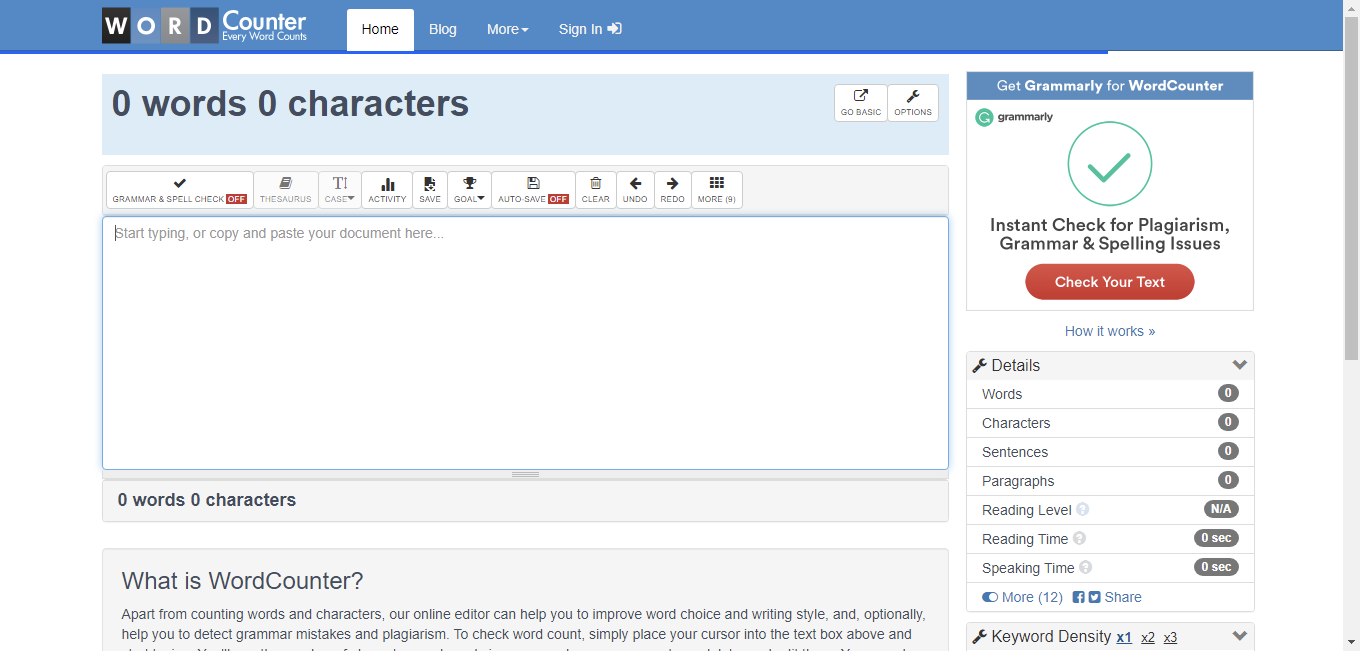 WORD Counter
Every Word Counts
Home
Blog
More
Sign In
0 words 0 characters
GO BASIC
OPTIONS
GRAMMAR & SPELL CHECK OFF
THESAURUS
CASE
ACTIVITY
SAVE
GOAL
AUTO-SAVE OFF
CLEAR
UNDO
REDO
MORE (9)
Start typing, or copy and paste your document here...
0 words 0 characters
What is WordCounter?
Apart from counting words and characters, our online editor can help you to improve word choice and writing style, and, optionally,
help you to detect grammar mistakes and plagiarism. To check word count, simply place your cursor into the text box above and
Get Grammarly for WordCounter
grammarly
Instant Check for Plagiarism,
Grammar & Spelling Issues
Check Your Text
How it works »
Details
Words 0
Characters 0
Sentences 0
Paragraphs 0
Reading Level ? N/A
Reading Time ? 0 sec
Speaking Time ? 0 sec
More (12) Share
Keyword Density x1 x2 x3